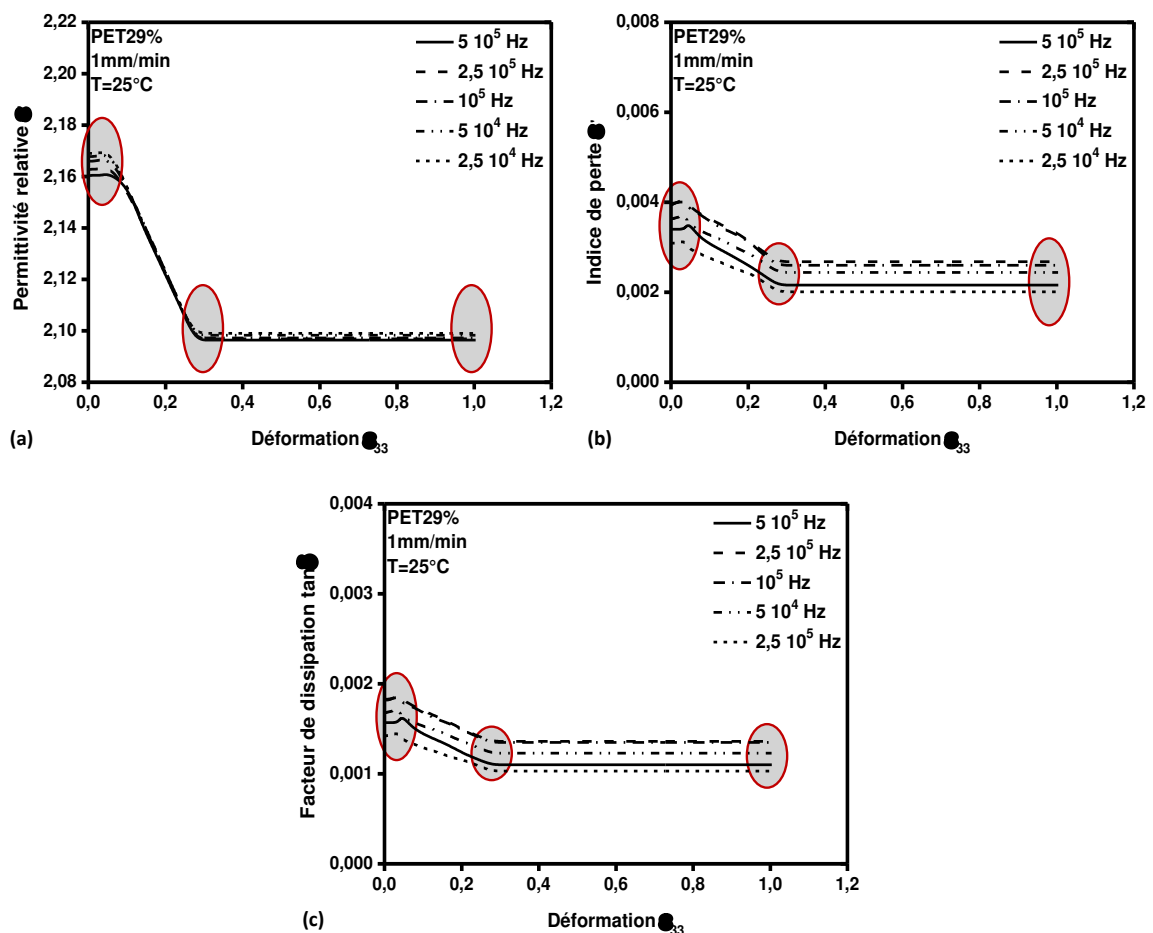 2,22
2,20
2,18
2,16
2,14
2,12
2,10
2,08
Permittivité relative
PET29%
1mm/min
T=25°C
5 10⁵ Hz
2,5 10⁵ Hz
10⁵ Hz
5 10⁴ Hz
2,5 10⁴ Hz
0,0 0,2 0,4 0,6 0,8 1,0 1,2
(a)
Déformation 33
0,008
0,006
0,004
0,002
0,000
Indice de perte
PET29%
1mm/min
T=25°C
5 10⁵ Hz
2,5 10⁵ Hz
10⁵ Hz
5 10⁴ Hz
2,5 10⁴ Hz
0,0 0,2 0,4 0,6 0,8 1,0 1,2
(b)
Déformation 33
0,004
0,003
0,002
0,001
0,000
Facteur de dissipation tan
PET29%
1mm/min
T=25°C
5 10⁵ Hz
2,5 10⁵ Hz
10⁵ Hz
5 10⁴ Hz
2,5 10⁵ Hz
0,0 0,2 0,4 0,6 0,8 1,0 1,2
(c)
Déformation 33